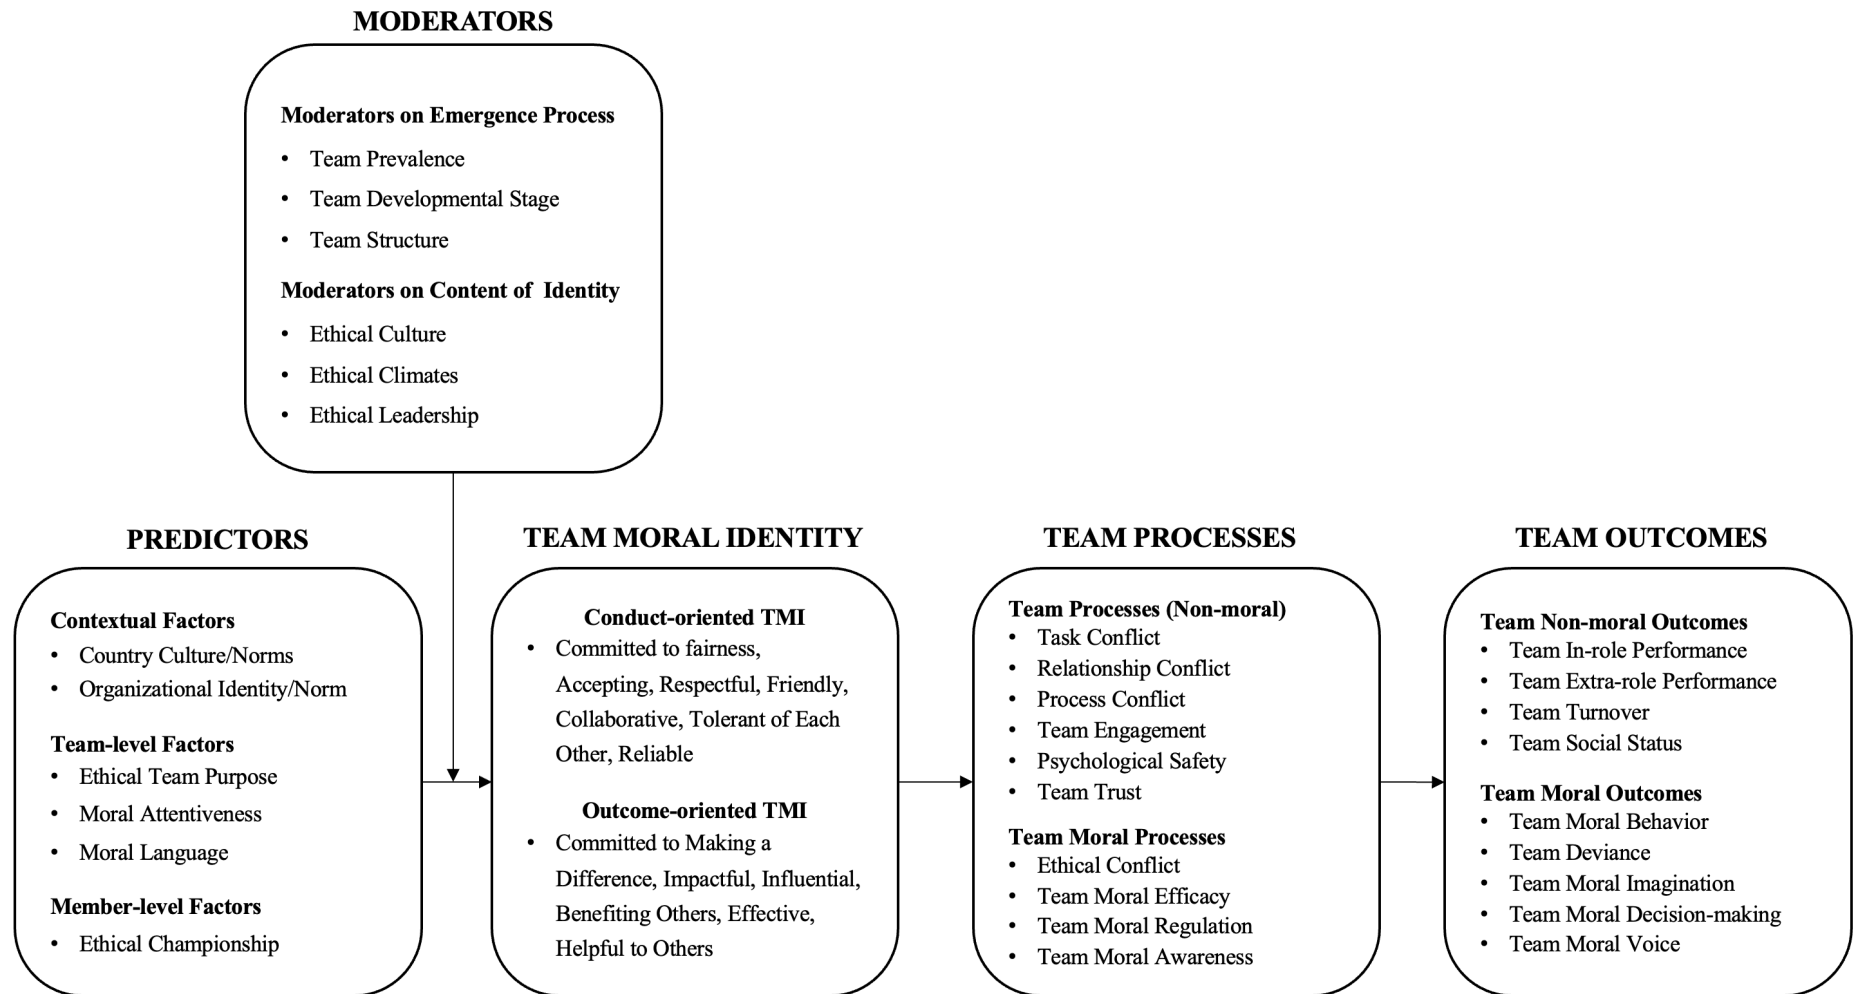 MODERATORS
Moderators on Emergence Process
• Team Prevalence
• Team Developmental Stage
• Team Structure
Moderators on Content of Identity
• Ethical Culture
• Ethical Climates
• Ethical Leadership
PREDICTORS
Contextual Factors
• Country Culture/Norms
• Organizational Identity/Norm
Team-level Factors
• Ethical Team Purpose
• Moral Attentiveness
• Moral Language
Member-level Factors
• Ethical Championship
TEAM MORAL IDENTITY
Conduct-oriented TMI
• Committed to fairness,
Accepting, Respectful, Friendly,
Collaborative, Tolerant of Each
Other, Reliable
Outcome-oriented TMI
• Committed to Making a
Difference, Impactful, Influential,
Benefiting Others, Effective,
Helpful to Others
TEAM PROCESSES
Team Processes (Non-moral)
• Task Conflict
• Relationship Conflict
• Process Conflict
• Team Engagement
• Psychological Safety
• Team Trust
Team Moral Processes
• Ethical Conflict
• Team Moral Efficacy
• Team Moral Regulation
• Team Moral Awareness
TEAM OUTCOMES
Team Non-moral Outcomes
• Team In-role Performance
• Team Extra-role Performance
• Team Turnover
• Team Social Status
Team Moral Outcomes
• Team Moral Behavior
• Team Deviance
• Team Moral Imagination
• Team Moral Decision-making
• Team Moral Voice